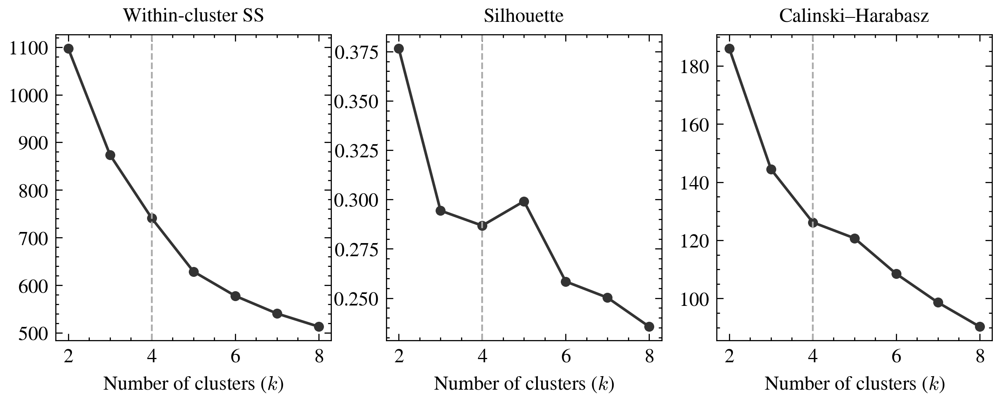 Within-cluster SS
1100
1000
900
800
700
600
500
2 4 6 8
Number of clusters (k)
Silhouette
0.375
0.350
0.325
0.300
0.275
0.250
2 4 6 8
Number of clusters (k)
Calinski–Harabasz
180
160
140
120
100
2 4 6 8
Number of clusters (k)